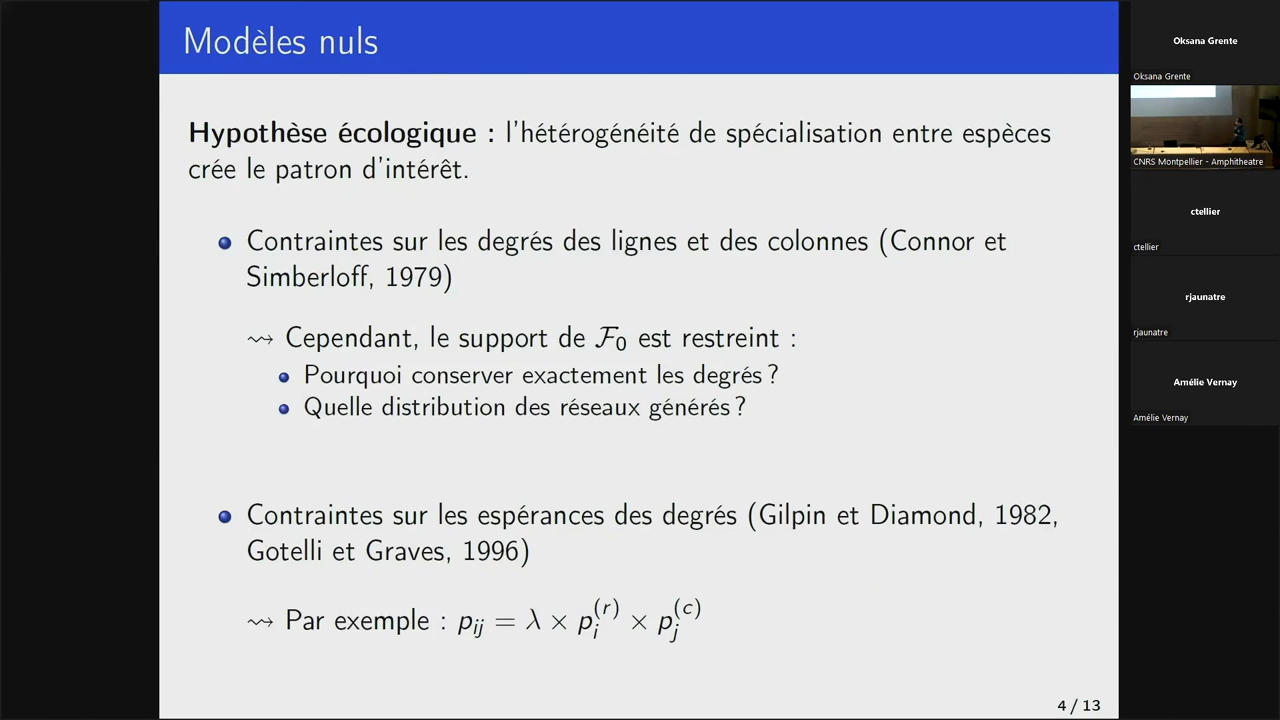 Modèles nuls
Hypothèse écologique : l'hétérogénéité de spécialisation entre espèces
crée le patron d'intérêt.
Contraintes sur les degrés des lignes et des colonnes (Connor et
Simberloff, 1979)
⇝ Cependant, le support de ℱ₀ est restreint :
Pourquoi conserver exactement les degrés ?
Quelle distribution des réseaux générés ?
Contraintes sur les espérances des degrés (Gilpin et Diamond, 1982,
Gotelli et Graves, 1996)
⇝ Par exemple : p_{ij} = λ × p_i^{(r)} × p_j^{(c)}
4 / 13
Oksana Grente
Oksana Grente
CNRS Montpellier - Amphitheatre
ctellier
ctellier
rjaunatre
rjaunatre
Amélie Vernay
Amélie Vernay